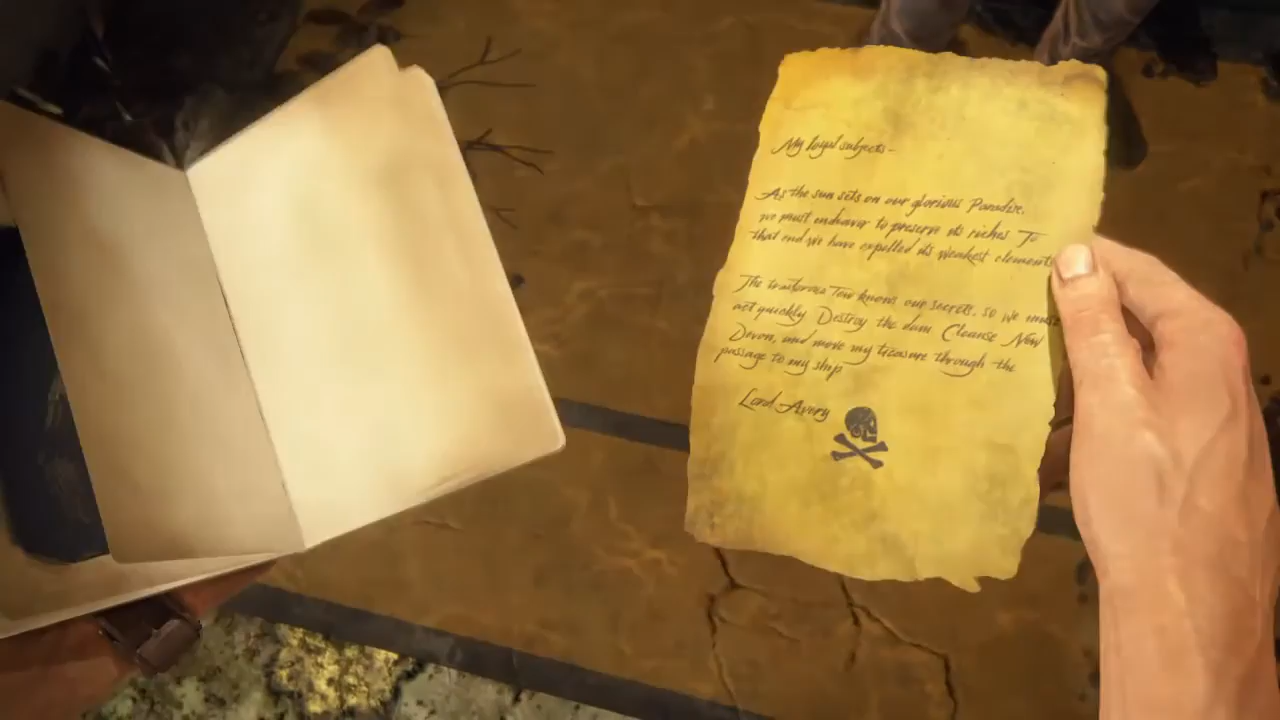 My loyal subjects –
As the sun sets on our glorious Paradise,
we must endeavor to preserve its riches To
that end we have expelled its weakest elements
The traitorous Tew knows our secrets, so we must
act quickly Destroy the dam Cleanse New
Devon, and move my treasure through the
passage to my ship
Lord Avery